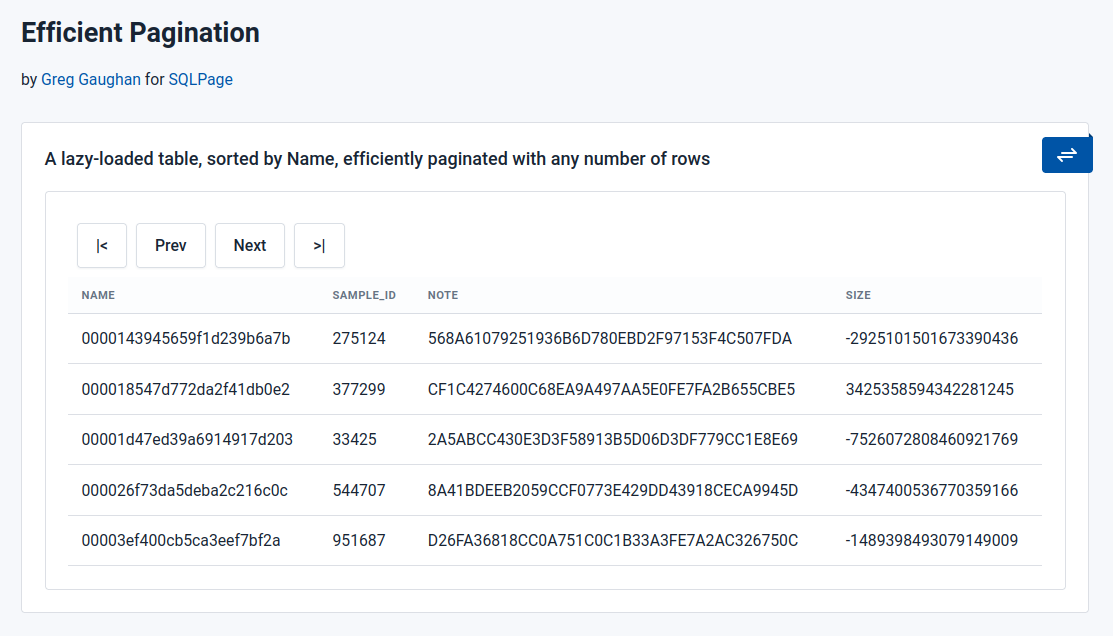 Efficient Pagination
by Greg Gaughan for SQLPage
A lazy-loaded table, sorted by Name, efficiently paginated with any number of rows
|< Prev Next >|
NAME SAMPLE_ID NOTE SIZE
0000143945659f1d239b6a7b 275124 568A61079251936B6D780EBD2F97153F4C507FDA -2925101501673390436
000018547d772da2f41db0e2 377299 CF1C4274600C68EA9A497AA5E0FE7FA2B655CBE5 3425358594342281245
00001d47ed39a6914917d203 33425 2A5ABCC430E3D3F58913B5D06D3DF779CC1E8E69 -7526072808460921769
000026f73da5deba2c216c0c 544707 8A41BDEEB2059CCF0773E429DD43918CECA9945D -4347400536770359166
00003ef400cb5ca3eef7bf2a 951687 D26FA36818CC0A751C0C1B33A3FE7A2AC326750C -1489398493079149009